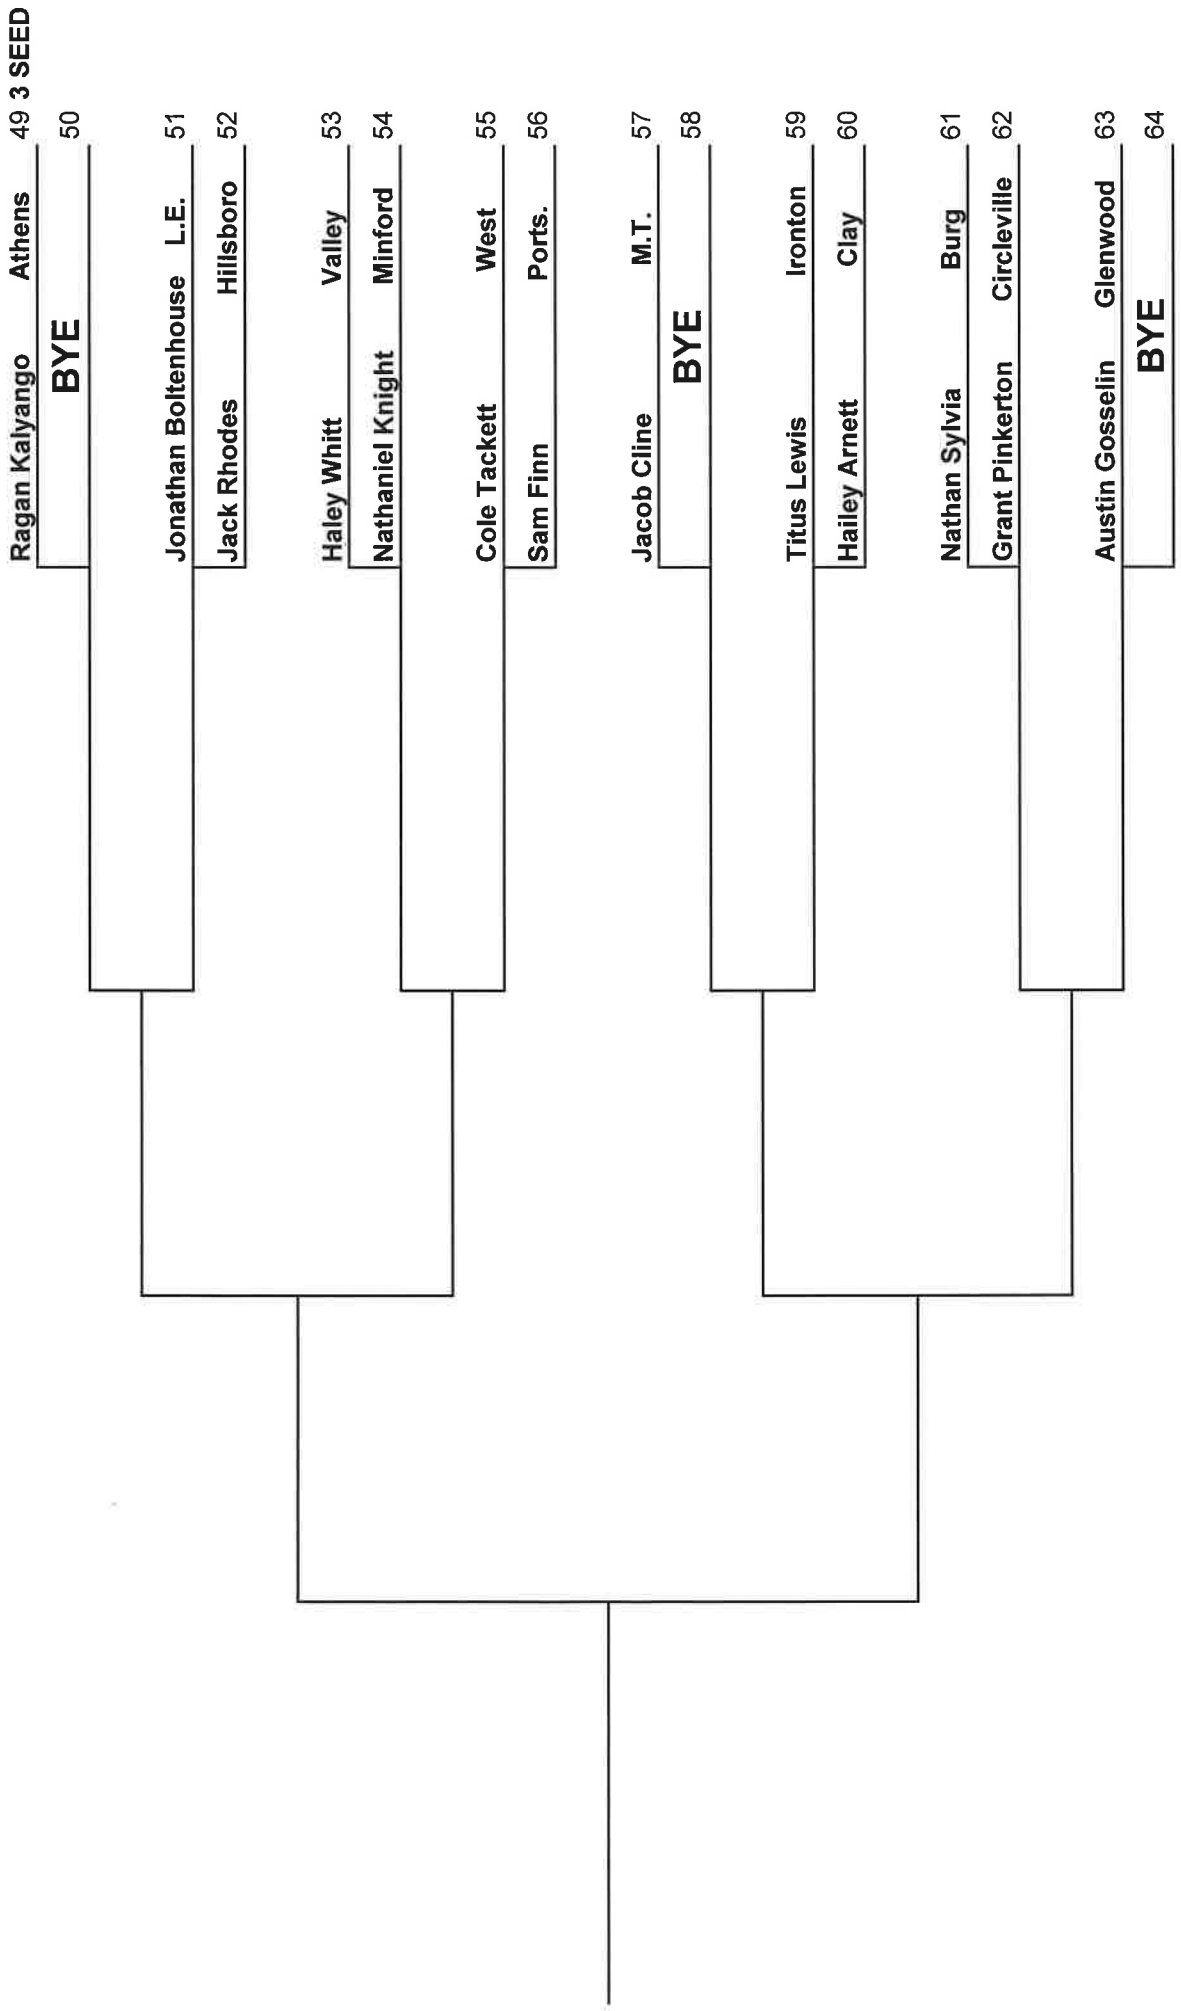 Ragan Kalyango Athens 49 3 SEED
BYE 50
Jonathan Boltenhouse L.E. 51
Jack Rhodes Hillsboro 52
Haley Whitt Valley 53
Nathaniel Knight Minford 54
Cole Tackett West 55
Sam Finn Ports. 56
Jacob Cline M.T. 57
BYE 58
Titus Lewis Ironton 59
Hailey Arnett Clay 60
Nathan Sylvia Burg 61
Grant Pinkerton Circleville 62
Austin Gosselin Glenwood 63
BYE 64